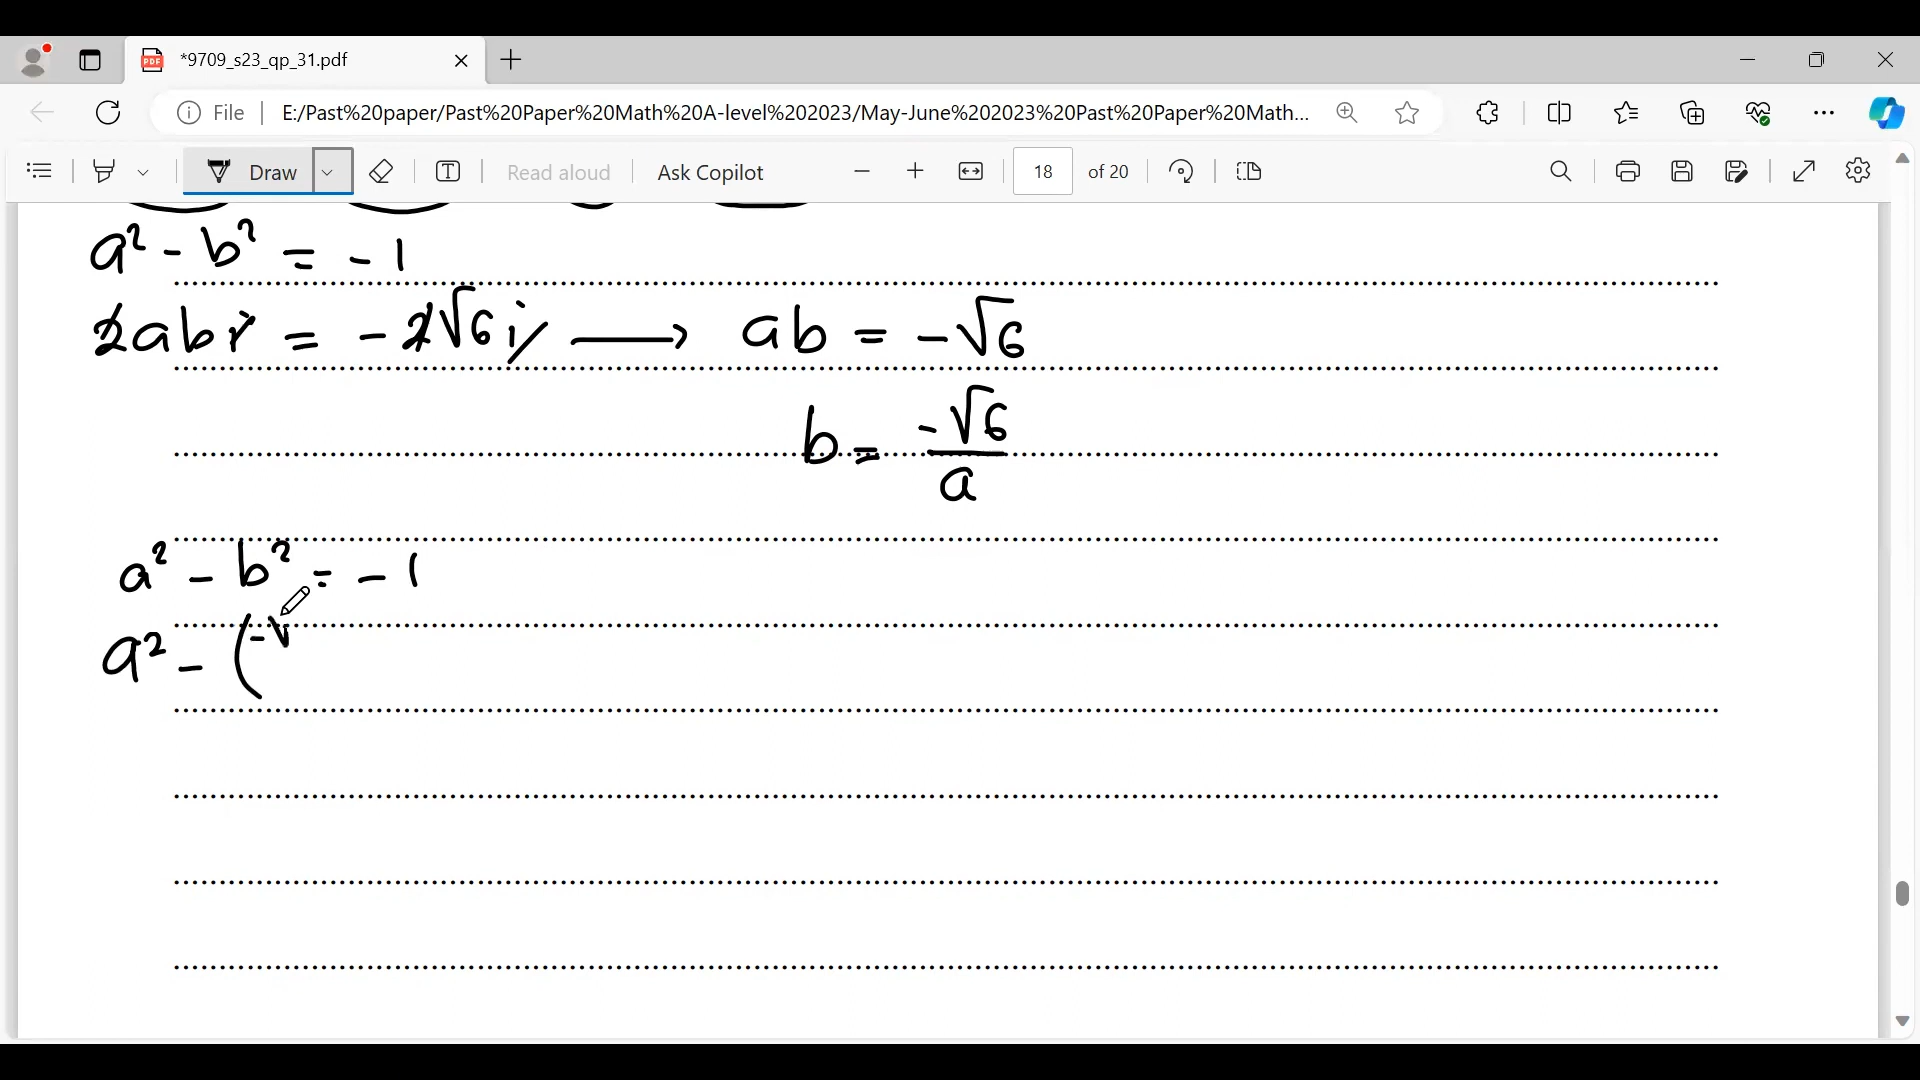 *9709_s23_qp_31.pdf
File E:/Past%20paper/Past%20Paper%20Math%20A-level%202023/May-June%202023%20Past%20Paper%20Math...
Draw Read aloud Ask Copilot 18 of 20
a² - b² = - 1
2abi = - 2√6 i → ab = -√6
b = -√6/a
a² - b² = - 1
a² - (-√